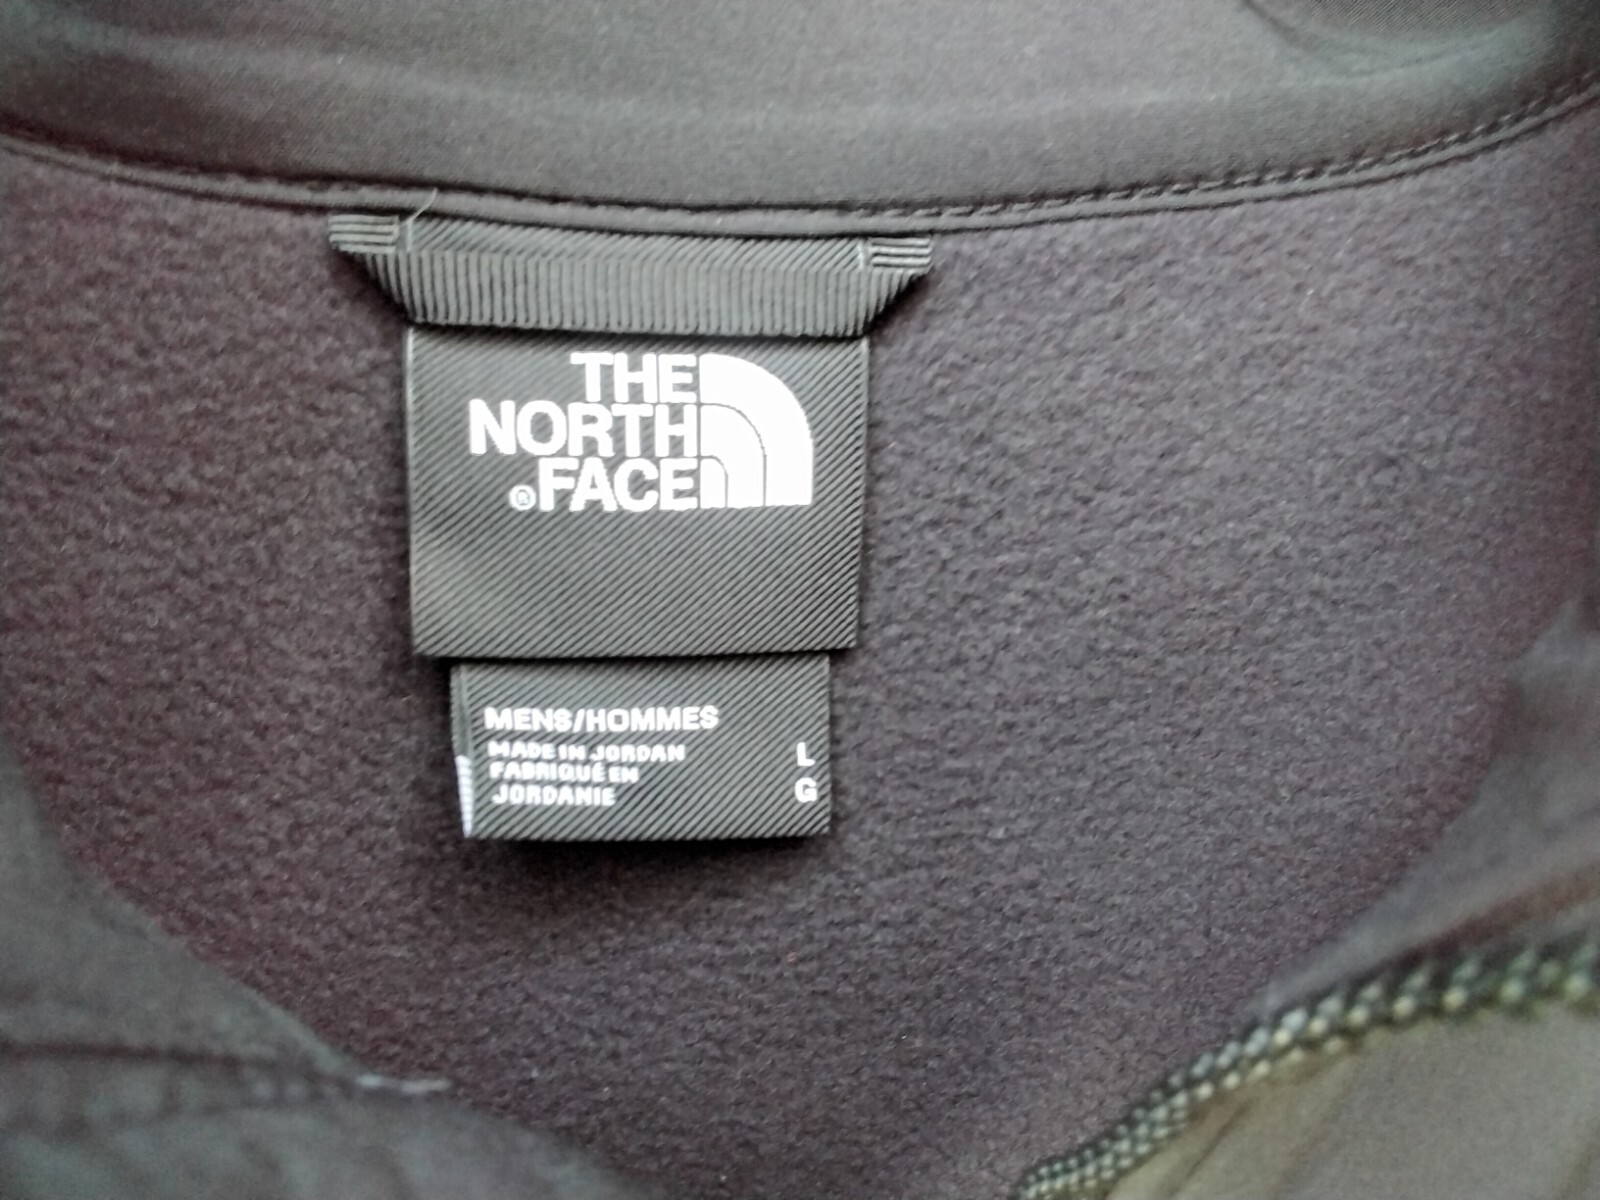 THE
NORTH
®FACE
MENS/HOMMES
MADE IN JORDAN L
FABRIQUÉ EN
JORDANIE G